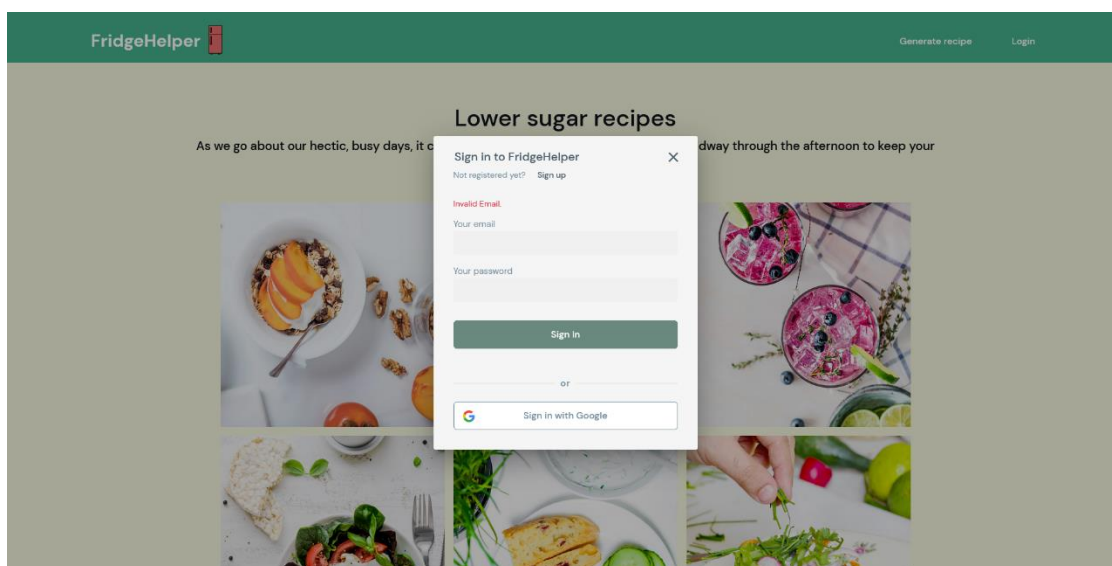 FridgeHelper
Generate recipe
Login
Lower sugar recipes
As we go about our hectic, busy days, it c
dway through the afternoon to keep your
Sign in to FridgeHelper
Not registered yet? Sign up
Invalid Email.
Your email
Your password
Sign In
or
Sign in with Google